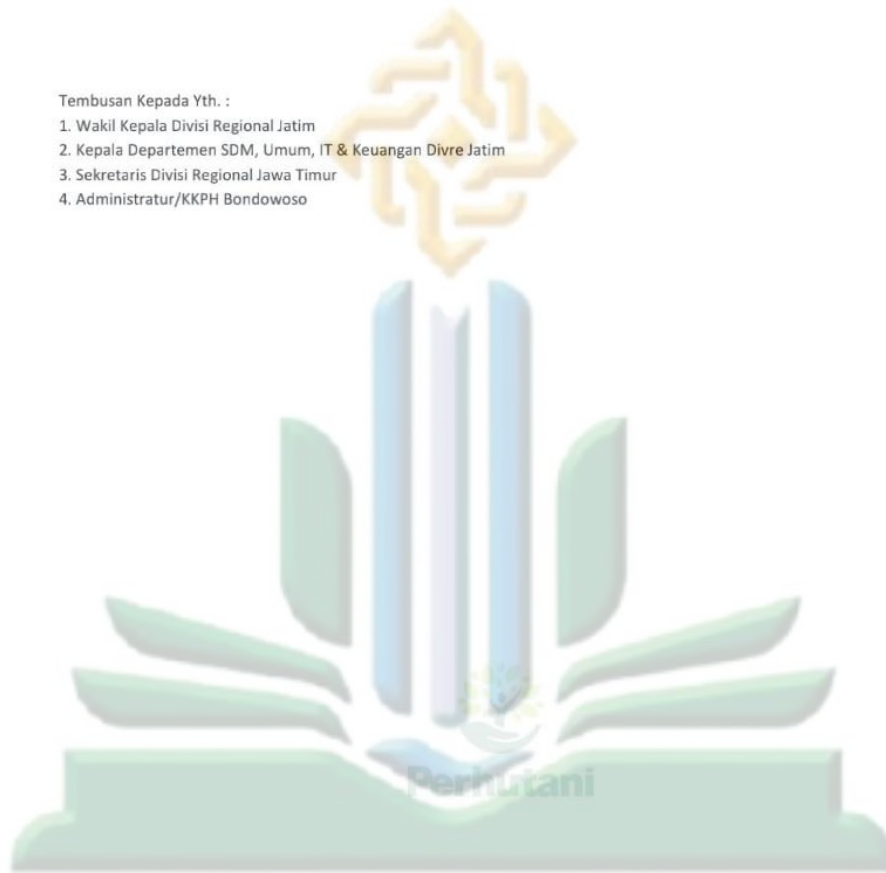 Tembusan Kepada Yth. :
1. Wakil Kepala Divisi Regional Jatim
2. Kepala Departemen SDM, Umum, IT & Keuangan Divre Jatim
3. Sekretaris Divisi Regional Jawa Timur
4. Administratur/KKPH Bondowoso
Perhutani